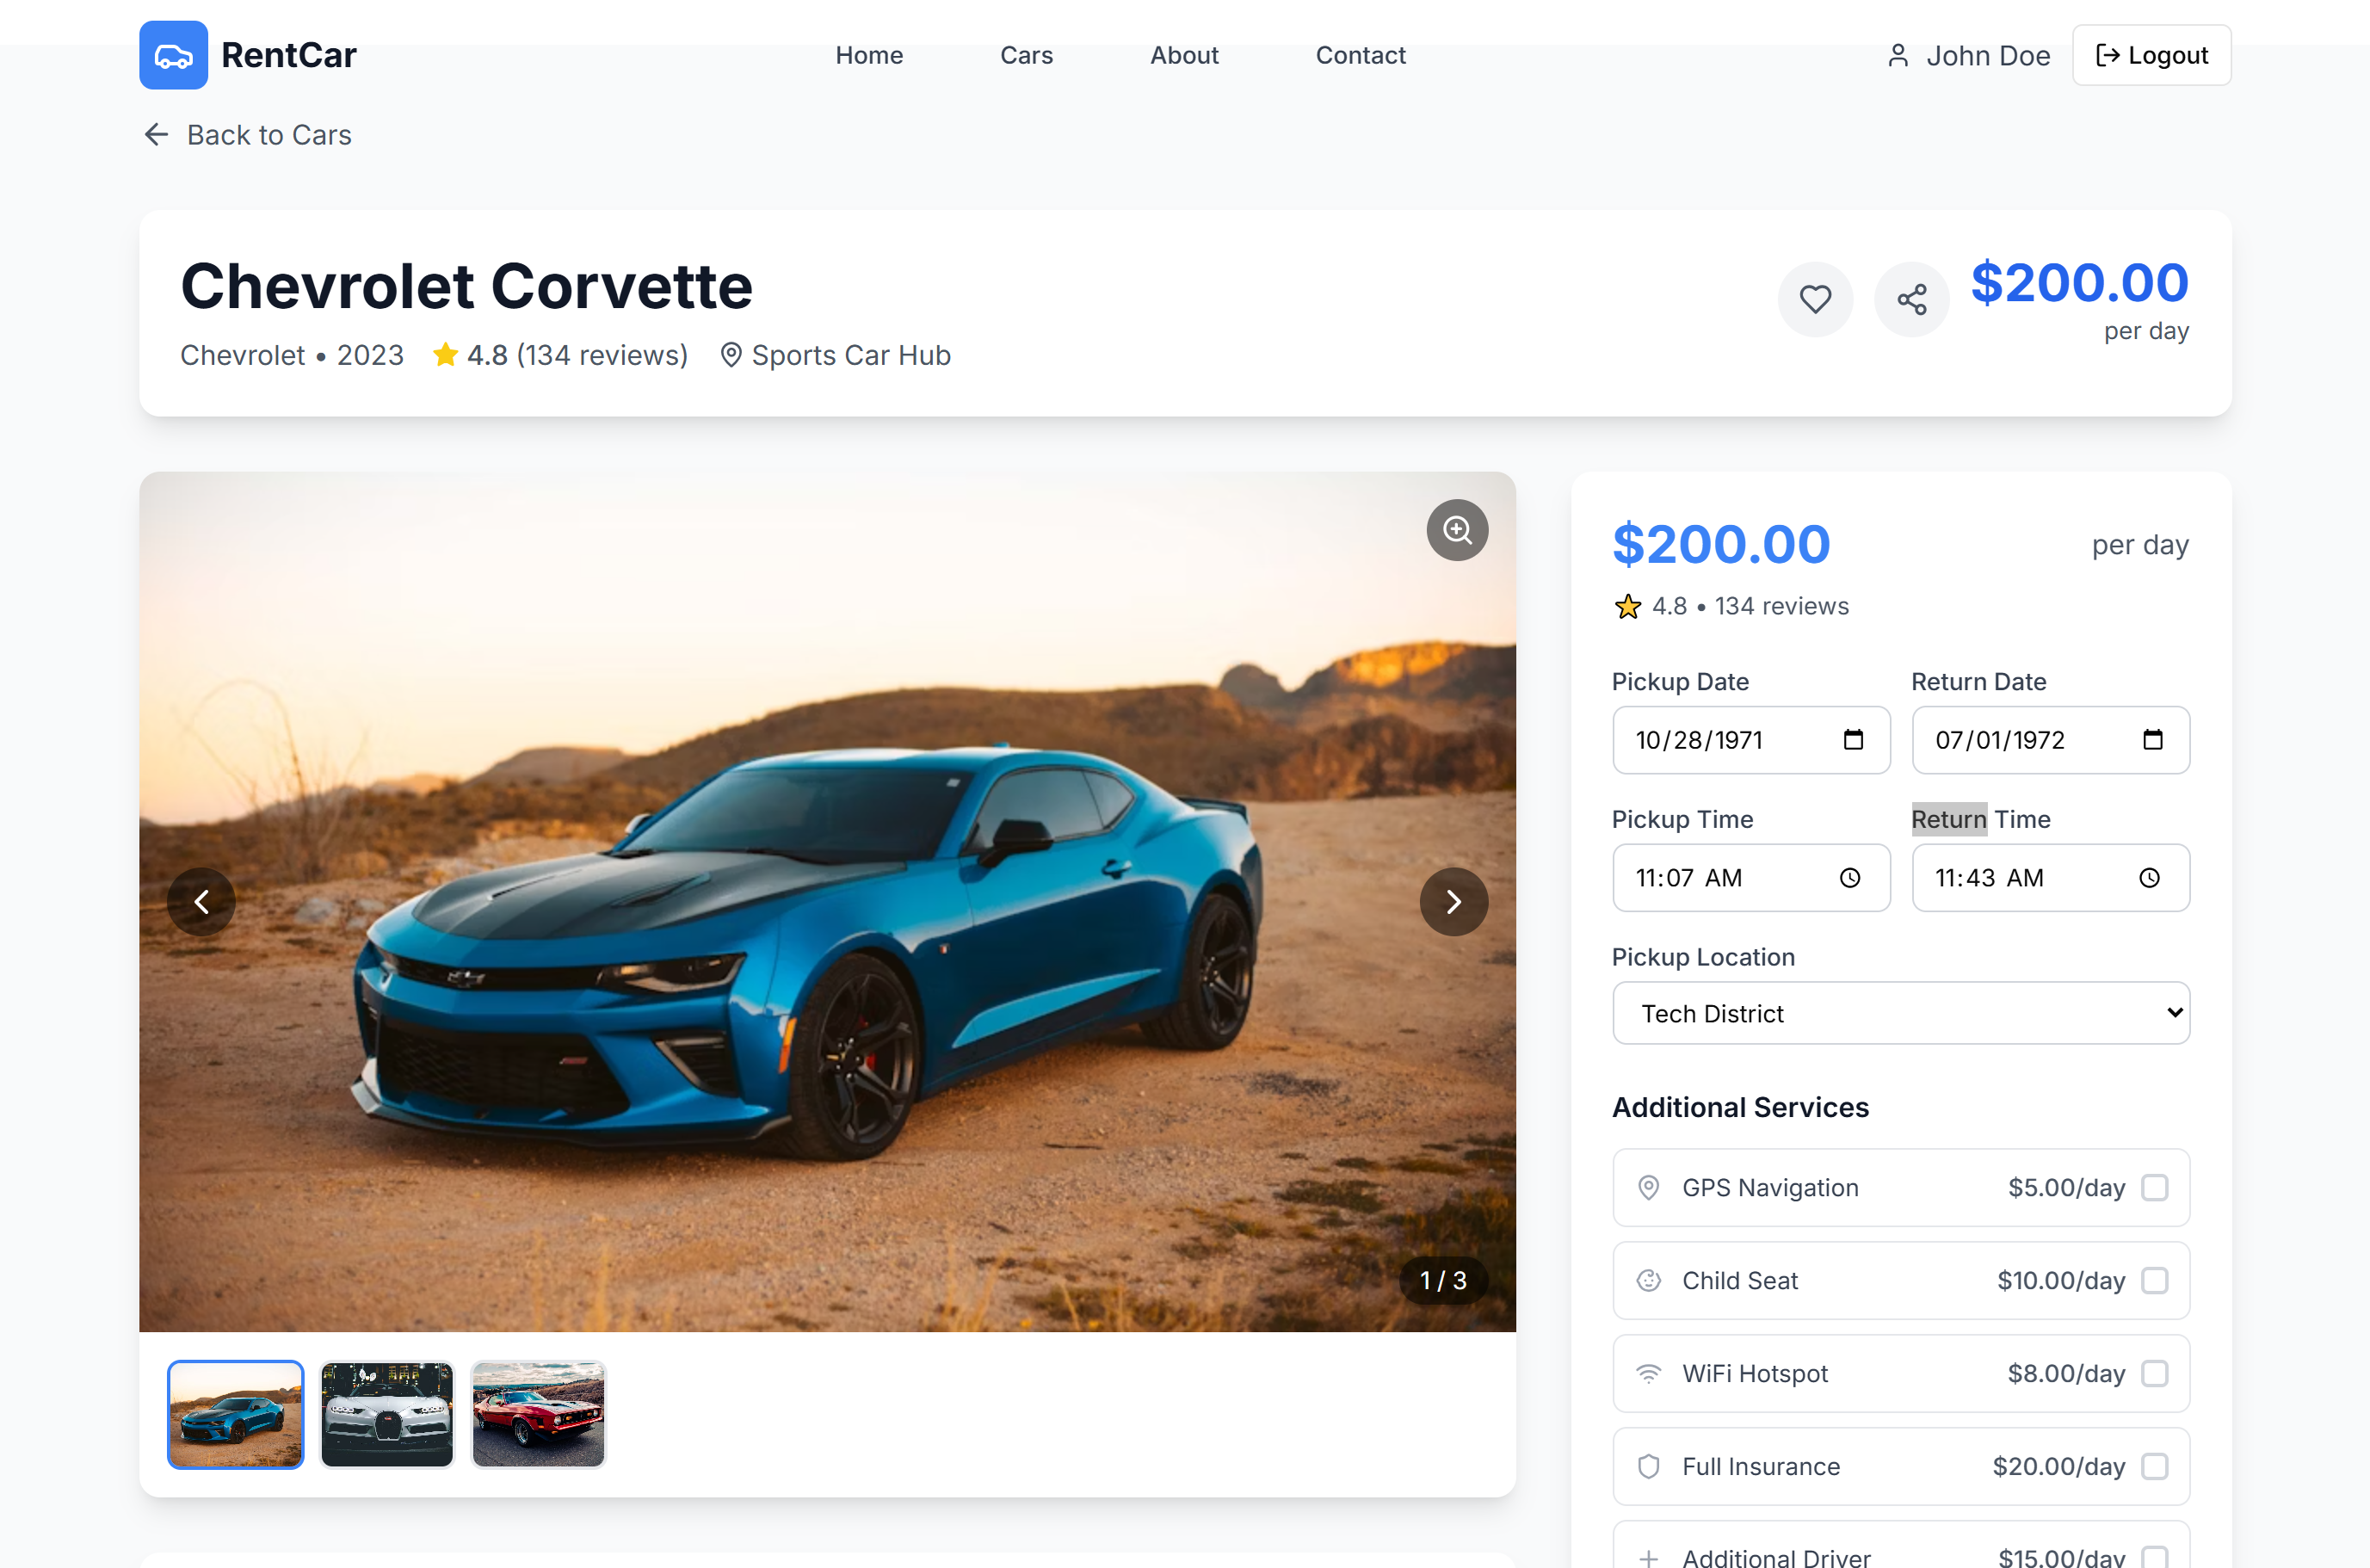 RentCar
Home
Cars
About
Contact
John Doe
Logout
Back to Cars
Chevrolet Corvette
Chevrolet • 2023 4.8 (134 reviews) Sports Car Hub
$200.00
per day
1 / 3
$200.00 per day
4.8 • 134 reviews
Pickup Date Return Date
10/28/1971 07/01/1972
Pickup Time Return Time
11:07 AM 11:43 AM
Pickup Location
Tech District
Additional Services
GPS Navigation $5.00/day
Child Seat $10.00/day
WiFi Hotspot $8.00/day
Full Insurance $20.00/day
Additional Driver $15.00/day